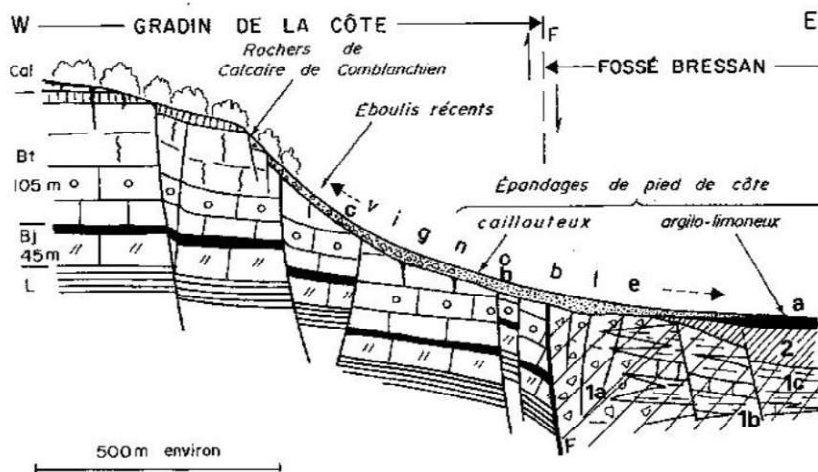 W GRADIN DE LA CÔTE F E
FOSSÉ BRESSAN
Rochers de
Calcaire de Comblanchien
Éboulis récents
Épandages de pied de côte
caillouteux argilo-limoneux
Cal
Bt
105 m
Bj
45m
L
c
v i g n o b l e
b
a
2
1a
1c
1b
F
500m environ